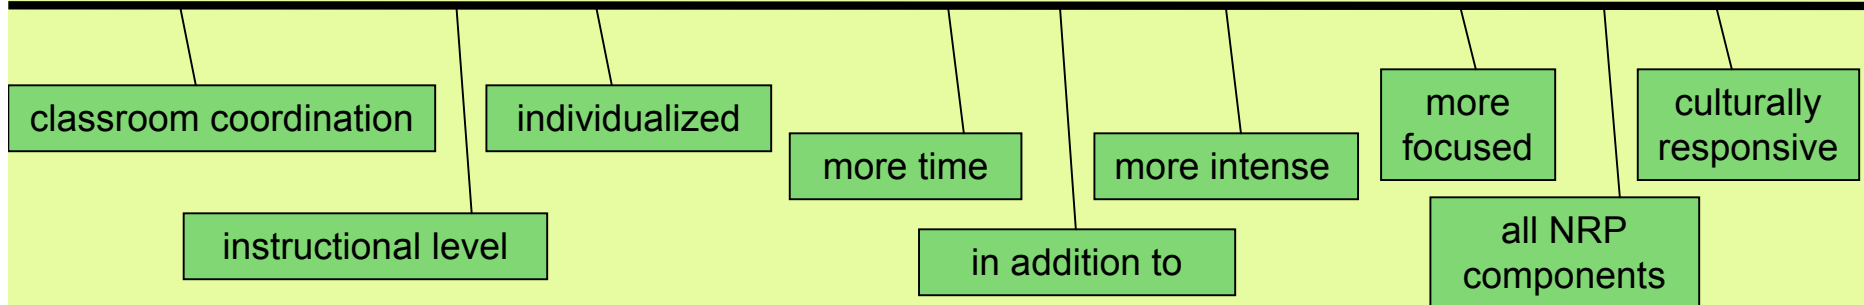 classroom coordination
instructional level
individualized
more time
in addition to
more intense
more
focused
all NRP
components
culturally
responsive